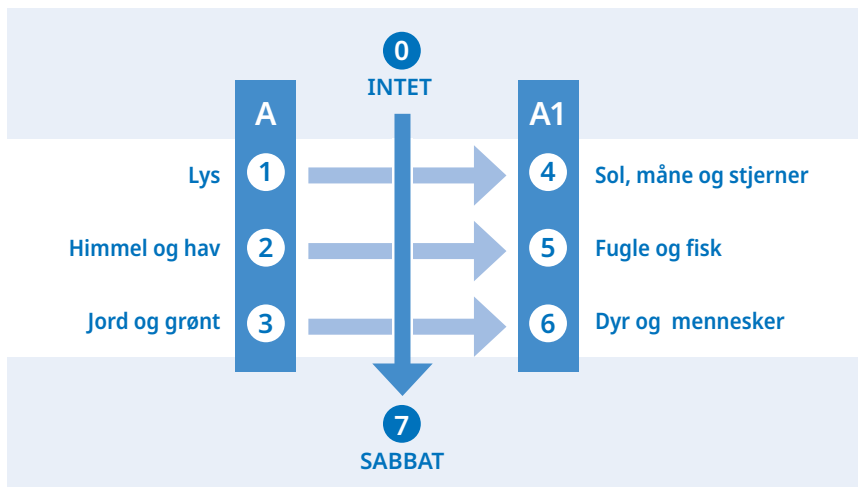 0
INTET
A
A1
Lys
1
4
Sol, måne og stjerner
Himmel og hav
2
5
Fugle og fisk
Jord og grønt
3
6
Dyr og mennesker
7
SABBAT